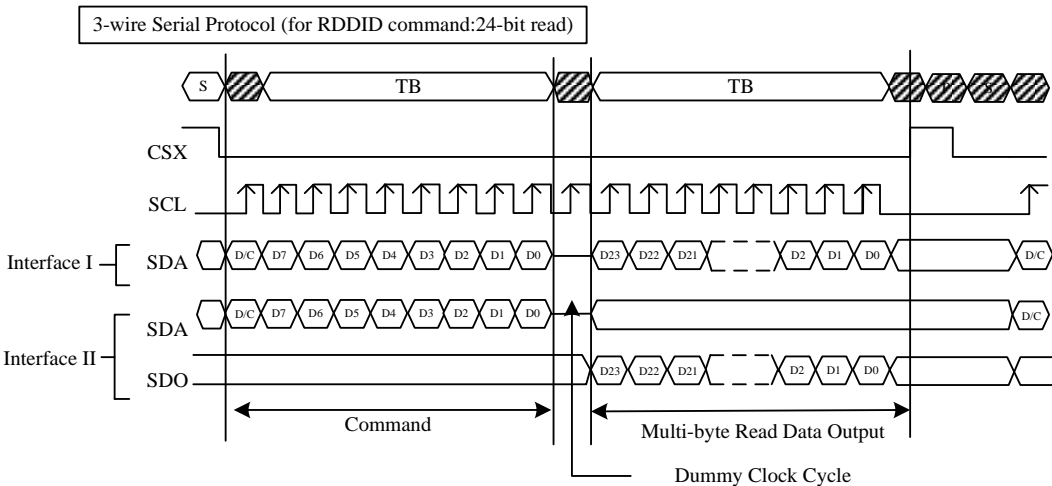 3-wire Serial Protocol (for RDDID command:24-bit read)
S TB TB P S
CSX
SCL
Interface I SDA D/C D7 D6 D5 D4 D3 D2 D1 D0 D23 D22 D21 D2 D1 D0 D/C
SDA D/C D7 D6 D5 D4 D3 D2 D1 D0 D/C
Interface II
SDO D23 D22 D21 D2 D1 D0
Command
Multi-byte Read Data Output
Dummy Clock Cycle